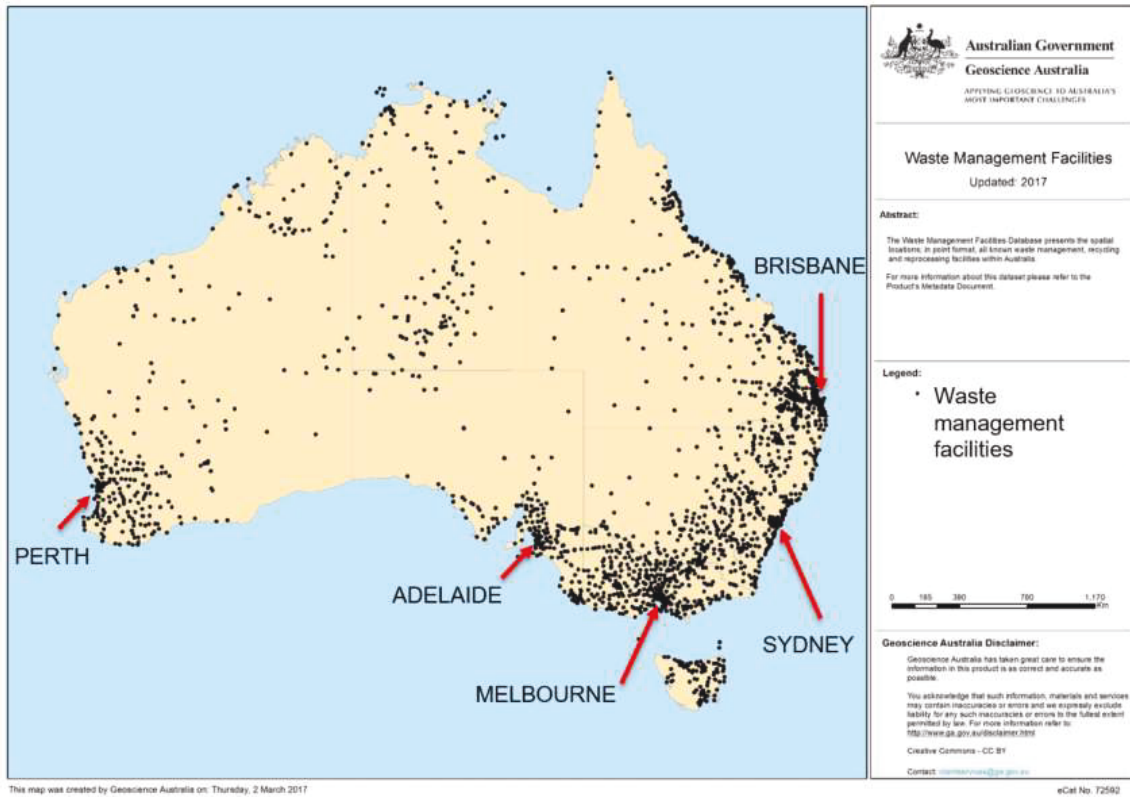 BRISBANE
PERTH
ADELAIDE
SYDNEY
MELBOURNE
Australian Government
Geoscience Australia
APPLYING GEOSCIENCE TO AUSTRALIA'S
MOST IMPORTANT CHALLENGES
Waste Management Facilities
Updated: 2017
Abstract:
The Waste Management Facilities Database presents the spatial
locations, in point format, all known waste management, recycling
and reprocessing facilities within Australia
For more information about this dataset please refer to the
Product's Metadata Document.
Legend:
Waste
management
facilities
0 195 390 780 1,170
Km
Geoscience Australia Disclaimer:
Geoscience Australia has taken great care to ensure the
information in this product is as correct and accurate as
possible.
You acknowledge that such information, materials and services
may contain inaccuracies or errors and we expressly exclude
liability for any such inaccuracies or errors to the fullest extent
permitted by law. For more information refer to:
http://www.ga.gov.au/disclaimer.html
Creative Commons - CC BY
Contact: clientservices@ga.gov.au
This map was created by Geoscience Australia on: Thursday, 2 March 2017
eCat No. 72592